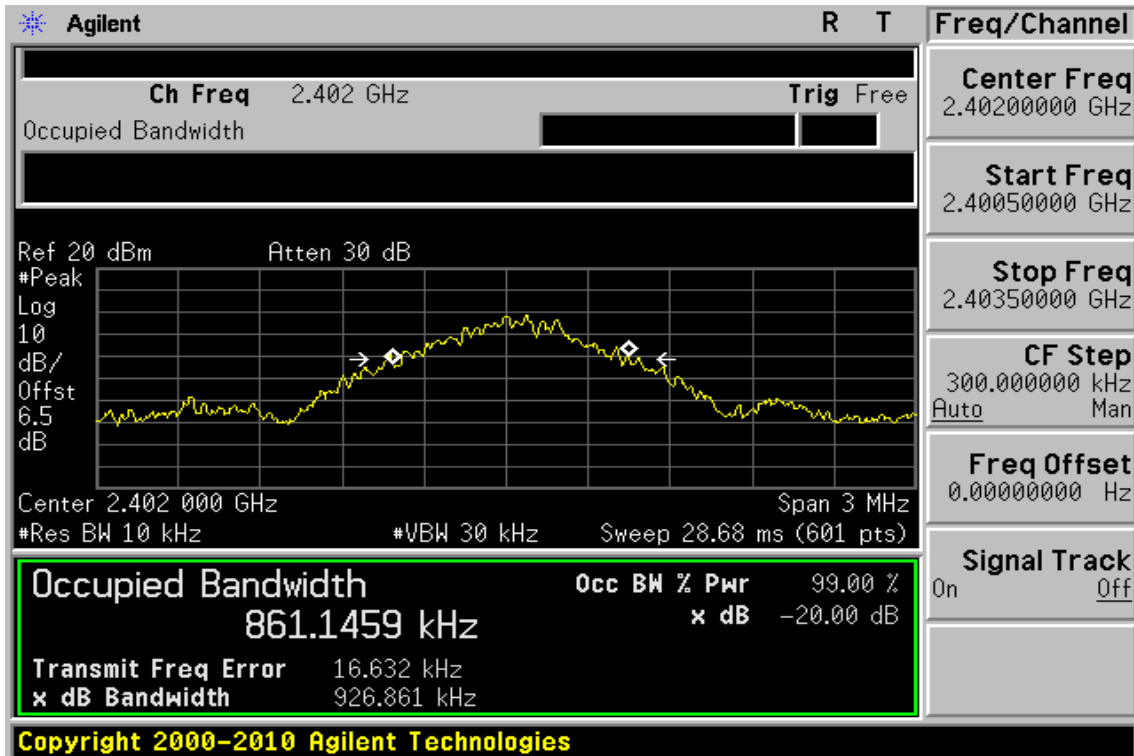 Agilent R T
Freq/Channel
Ch Freq 2.402 GHz Trig Free
Occupied Bandwidth
Center Freq
2.40200000 GHz
Start Freq
2.40050000 GHz
Stop Freq
2.40350000 GHz
CF Step
300.000000 kHz
Auto Man
Freq Offset
0.00000000 Hz
Signal Track
On Off
Ref 20 dBm Atten 30 dB
#Peak
Log
10
dB/
Offst
6.5
dB
Center 2.402 000 GHz Span 3 MHz
#Res BW 10 kHz #VBW 30 kHz Sweep 28.68 ms (601 pts)
Occupied Bandwidth
861.1459 kHz
Occ BW % Pwr 99.00 %
x dB -20.00 dB
Transmit Freq Error 16.632 kHz
x dB Bandwidth 926.861 kHz
Copyright 2000-2010 Agilent Technologies